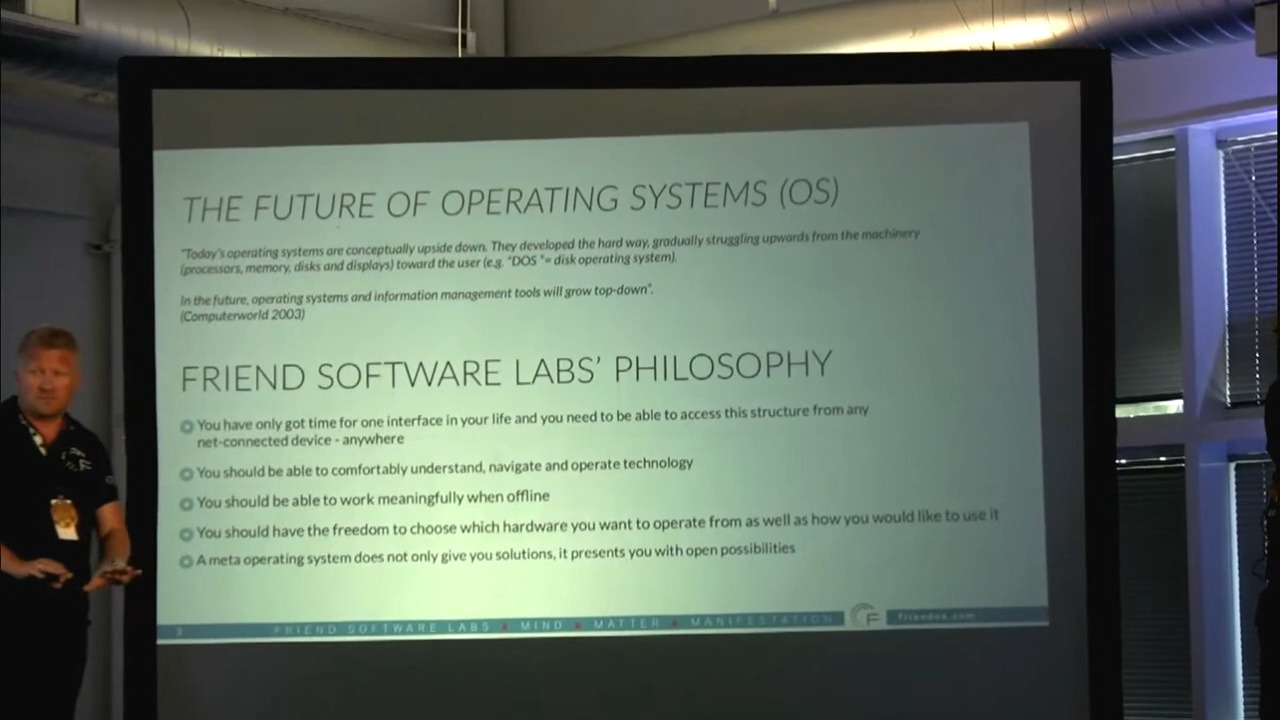 THE FUTURE OF OPERATING SYSTEMS (OS)
"Today's operating systems are conceptually upside down. They developed the hard way, gradually struggling upwards from the machinery
(processors, memory, disks and displays) toward the user (e.g. "DOS "= disk operating system).
In the future, operating systems and information management tools will grow top-down".
(Computerworld 2003)
FRIEND SOFTWARE LABS' PHILOSOPHY
You have only got time for one interface in your life and you need to be able to access this structure from any
net-connected device - anywhere
You should be able to comfortably understand, navigate and operate technology
You should be able to work meaningfully when offline
You should have the freedom to choose which hardware you want to operate from as well as how you would like to use it
A meta operating system does not only give you solutions, it presents you with open possibilities
3 FRIEND SOFTWARE LABS MIND MATTER MANIFESTATION F friendos.com